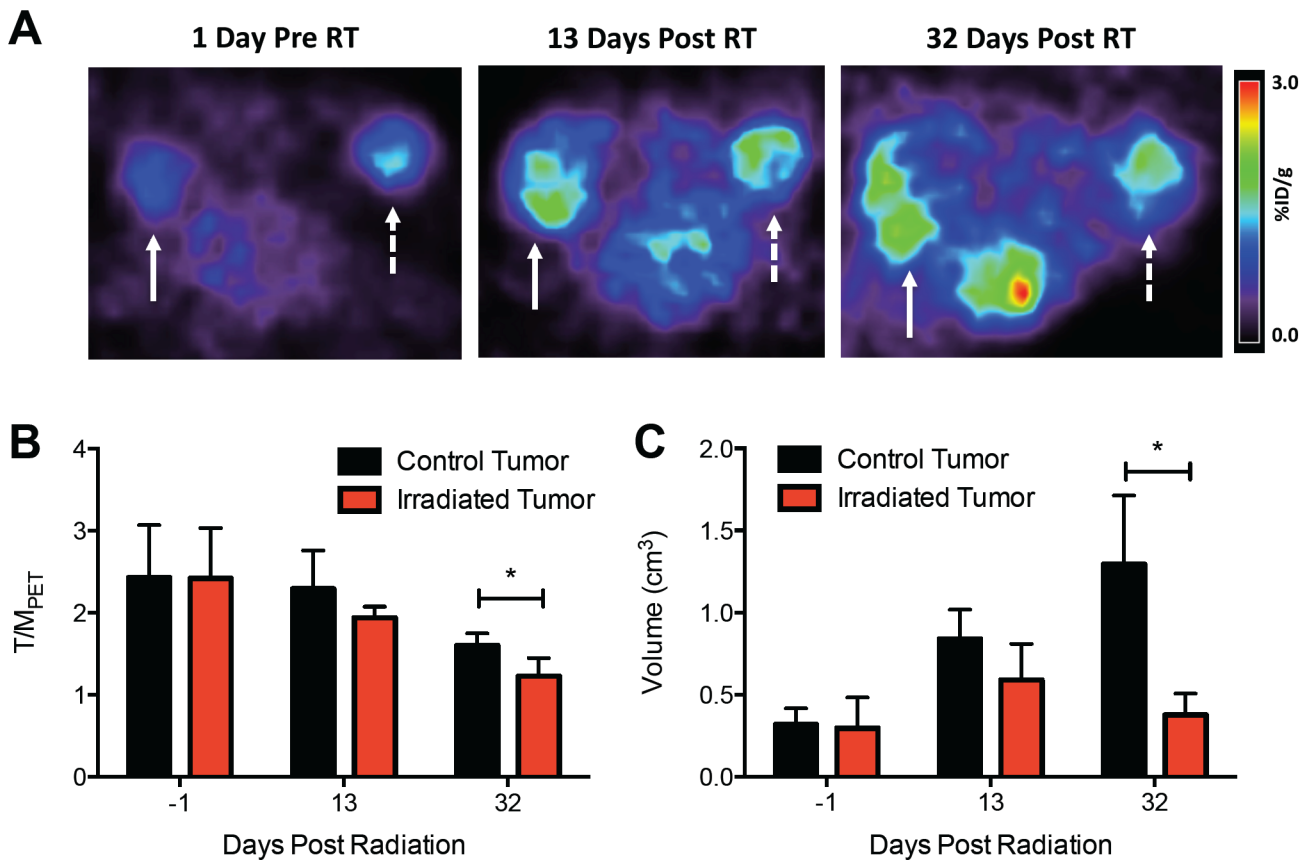 A
1 Day Pre RT
13 Days Post RT
32 Days Post RT
3.0
%ID/g
0.0
B
4
3
2
1
0
T/M_PET
Control Tumor
Irradiated Tumor
*
-1
13
32
Days Post Radiation
C
2.0
1.5
1.0
0.5
0.0
Volume (cm³)
Control Tumor
Irradiated Tumor
*
-1
13
32
Days Post Radiation